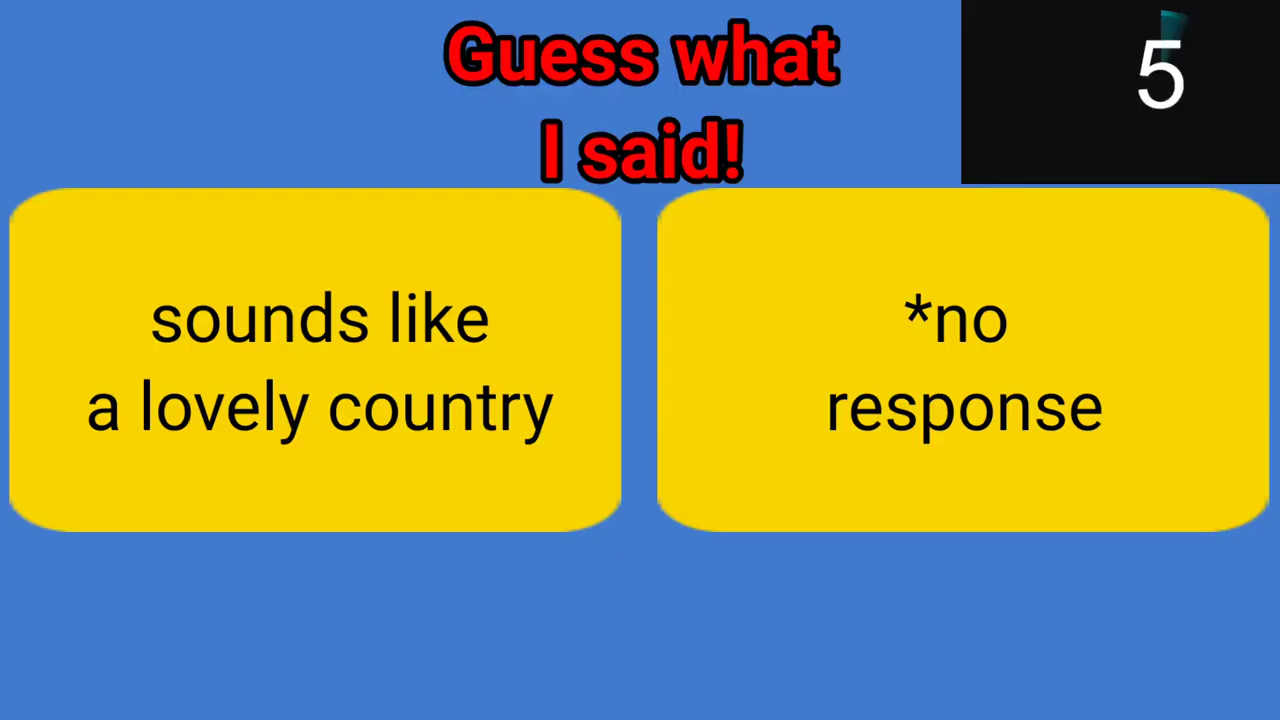 Guess what
I said!
5
sounds like
a lovely country
*no
response